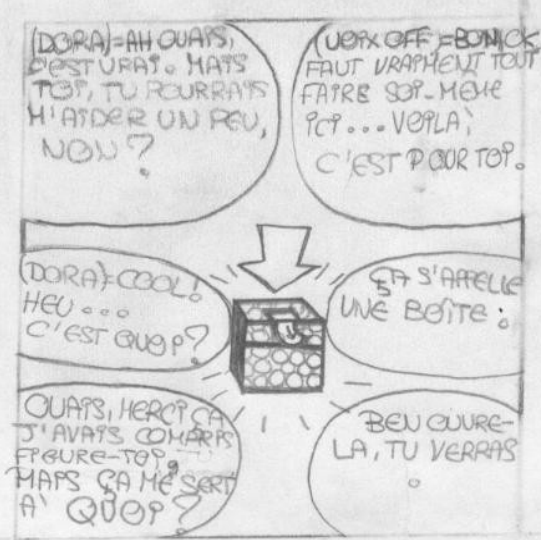 (DORA)=AH OUAIS,
C'EST VRAI. MAIS
TOI, TU POURRAIS
M'AIDER UN PEU,
NON ?
(VOIX OFF)=BON, OK
FAUT VRAIMENT TOUT
FAIRE SOI-MÊME
ICI... VOILÀ,
C'EST POUR TOI.
(DORA)=COOL!
HEU...
C'EST QUOI ?
ÇA S'APPELLE
UNE BOÎTE.
OUAIS, MERCI ÇA
J'AVAIS COMPRIS
FIGURE-TOI,
MAIS ÇA ME SERT
À QUOI ?
BEN OUVRE-
LA, TU VERRAS
.